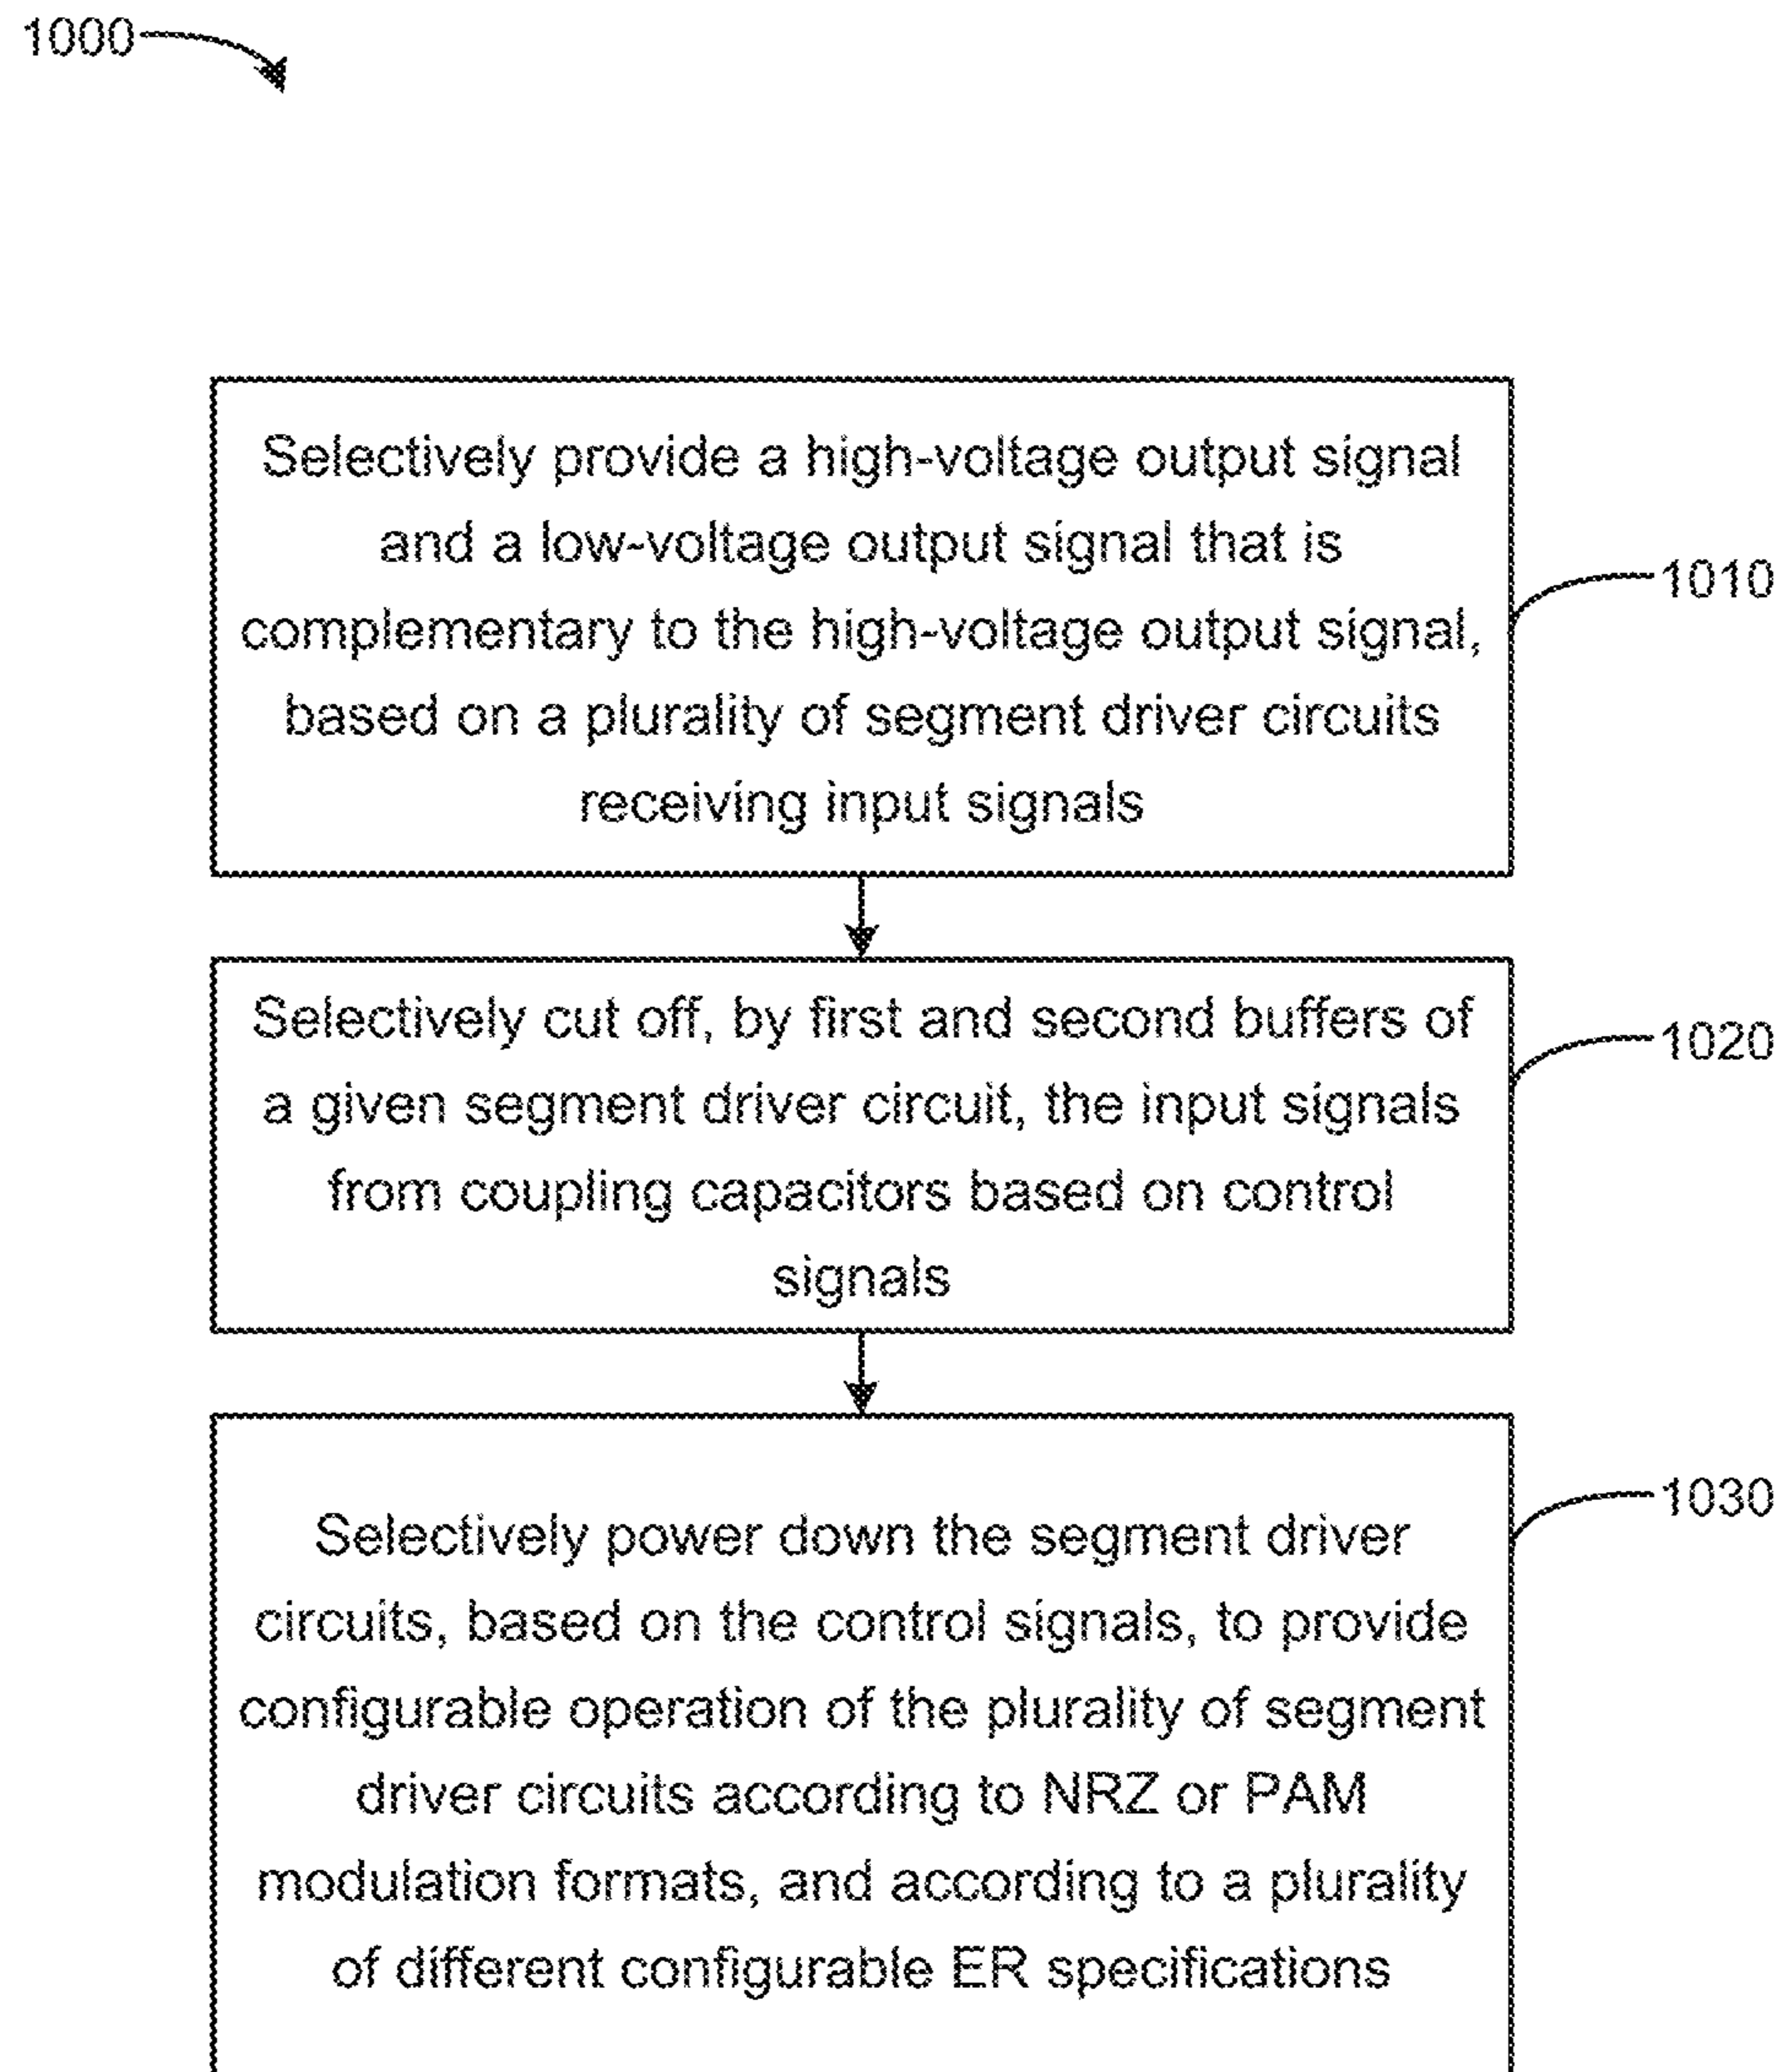 1000
Selectively provide a high-voltage output signal
and a low-voltage output signal that is
complementary to the high-voltage output signal,
based on a plurality of segment driver circuits
receiving input signals
1010
Selectively cut off, by first and second buffers of
a given segment driver circuit, the input signals
from coupling capacitors based on control
signals
1020
Selectively power down the segment driver
circuits, based on the control signals, to provide
configurable operation of the plurality of segment
driver circuits according to NRZ or PAM
modulation formats, and according to a plurality
of different configurable ER specifications
1030